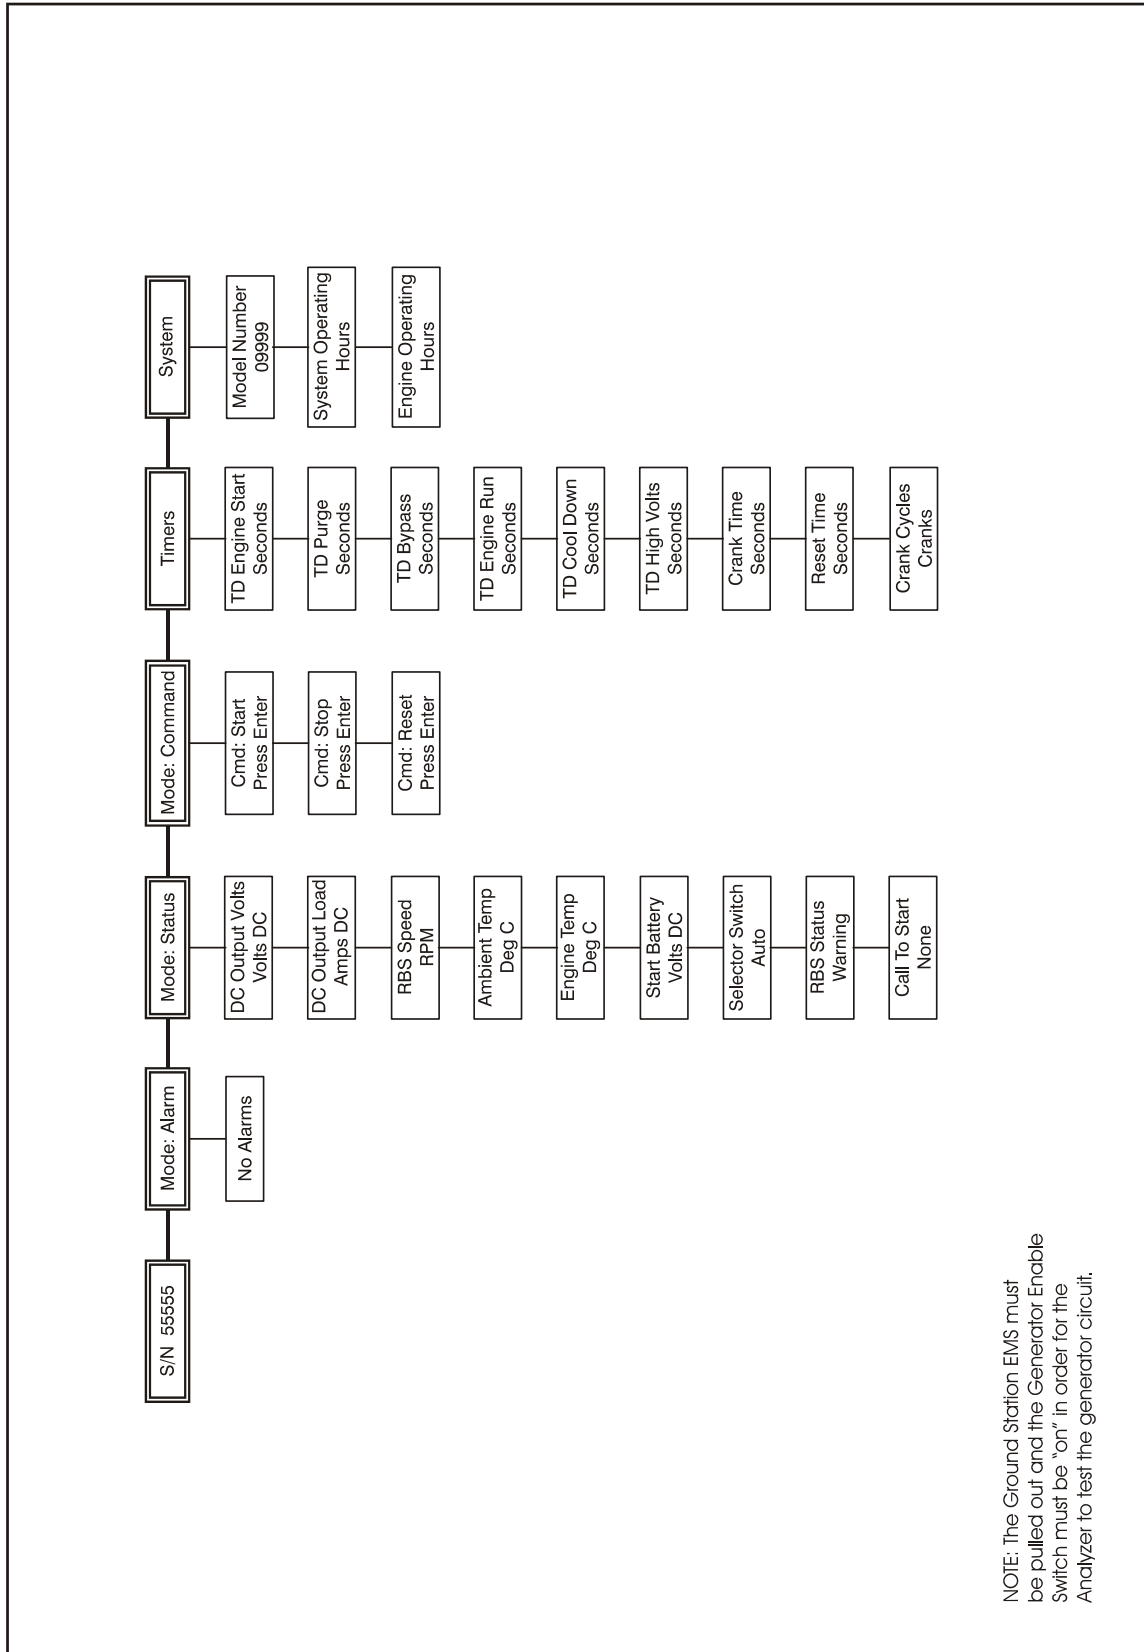 S/N 55555
Mode: Alarm
No Alarms
Mode: Status
DC Output Volts
Volts DC
DC Output Load
Amps DC
RBS Speed
RPM
Ambient Temp
Deg C
Engine Temp
Deg C
Start Battery
Volts DC
Selector Switch
Auto
RBS Status
Warning
Call To Start
None
Mode: Command
Cmd: Start
Press Enter
Cmd: Stop
Press Enter
Cmd: Reset
Press Enter
Timers
TD Engine Start
Seconds
TD Purge
Seconds
TD Bypass
Seconds
TD Engine Run
Seconds
TD Cool Down
Seconds
TD High Volts
Seconds
Crank Time
Seconds
Reset Time
Seconds
Crank Cycles
Cranks
System
Model Number
09999
System Operating
Hours
Engine Operating
Hours
NOTE: The Ground Station EMS must
be pulled out and the Generator Enable
Switch must be “on” in order for the
Analyzer to test the generator circuit.